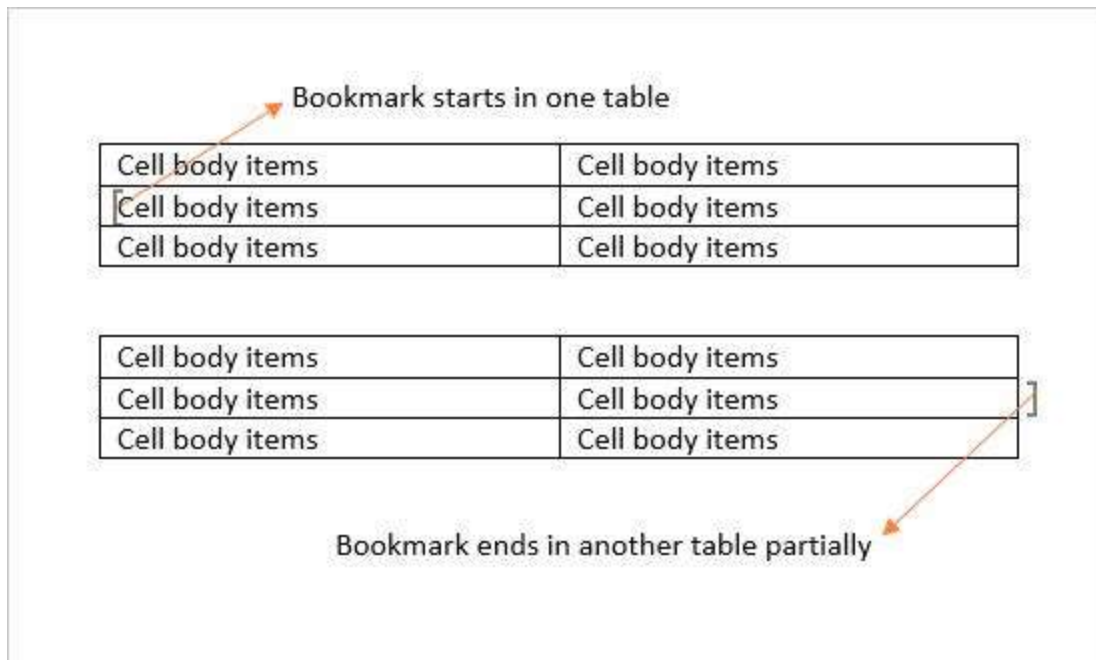 Bookmark starts in one table
Cell body items Cell body items
[Cell body items Cell body items
Cell body items Cell body items
Cell body items Cell body items
Cell body items Cell body items]
Cell body items Cell body items
Bookmark ends in another table partially